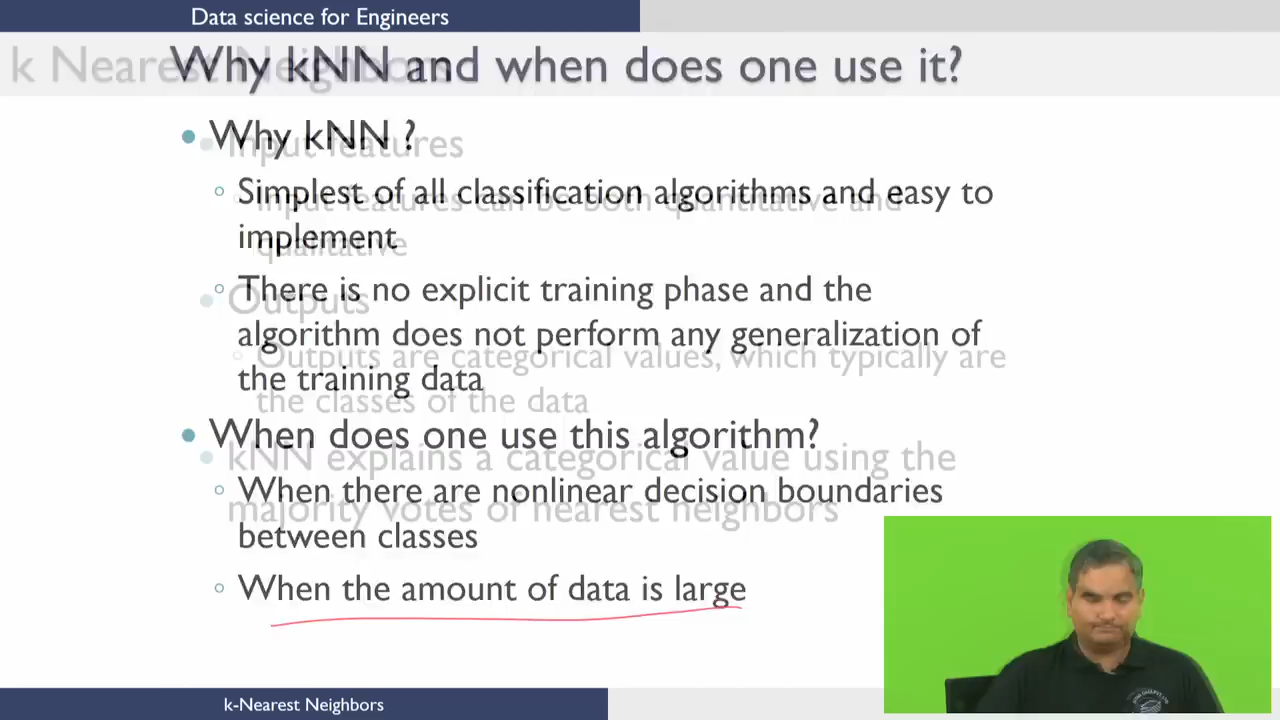 Data science for Engineers
Why kNN and when does one use it?
k Nearest Neighbors
Why kNN ?
Simplest of all classification algorithms and easy to
implement
There is no explicit training phase and the
algorithm does not perform any generalization of
the training data
When does one use this algorithm?
When there are nonlinear decision boundaries
between classes
When the amount of data is large
Input features
Input features can be both quantitative and
qualitative
Outputs
Outputs are categorical values, which typically are
the classes of the data
kNN explains a categorical value using the
majority votes of nearest neighbors
k-Nearest Neighbors